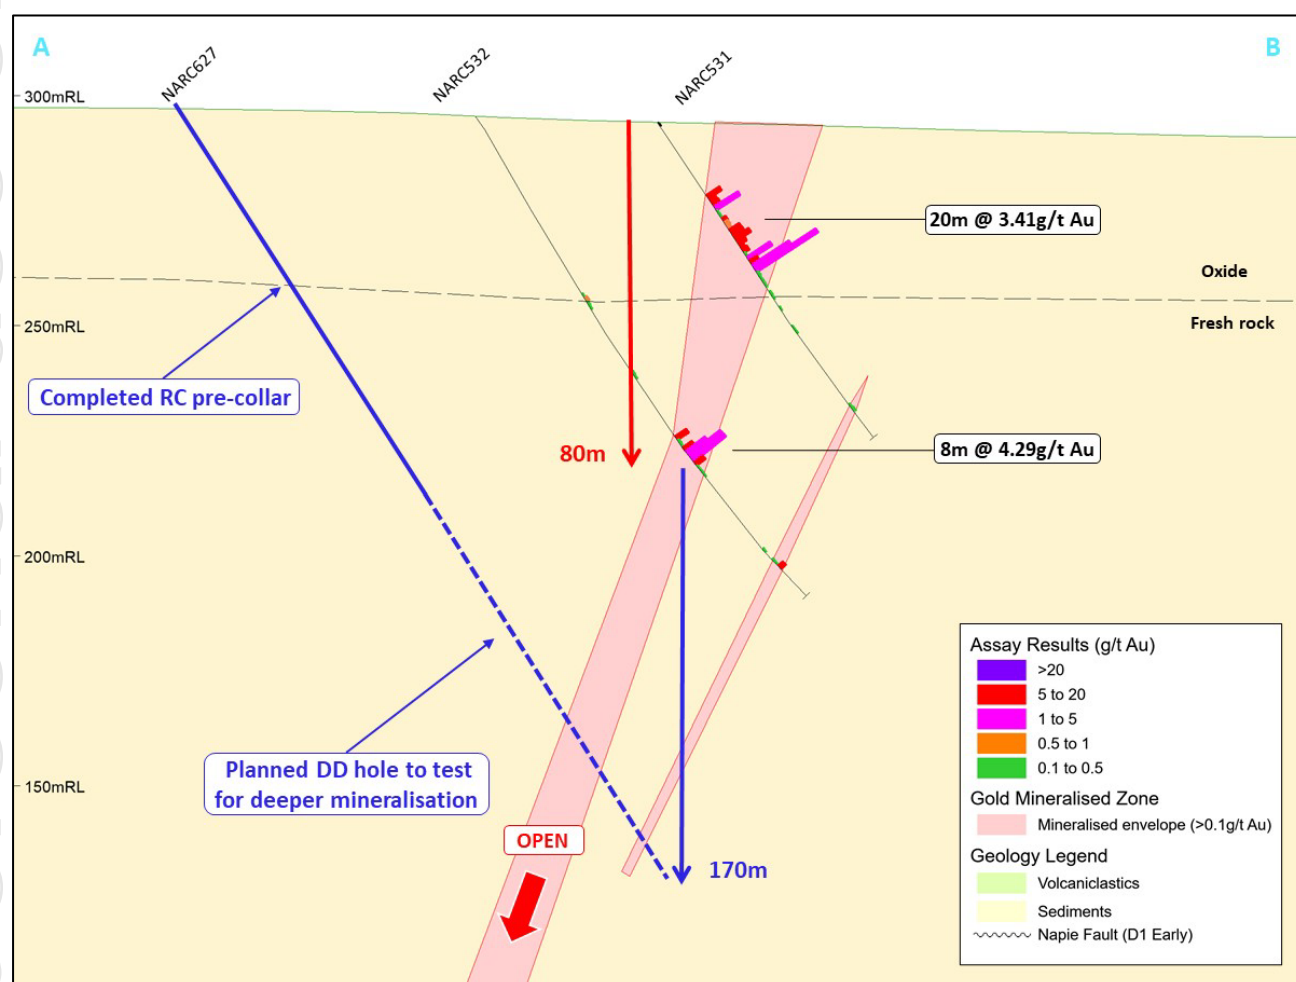 A
B
NARC627
NARC532
NARC531
300mRL
20m @ 3.41g/t Au
Oxide
250mRL
Fresh rock
Completed RC pre-collar
80m
8m @ 4.29g/t Au
200mRL
Assay Results (g/t Au)
>20
5 to 20
1 to 5
0.5 to 1
0.1 to 0.5
Gold Mineralised Zone
Mineralised envelope (>0.1g/t Au)
Geology Legend
Volcaniclastics
Sediments
Napie Fault (D1 Early)
Planned DD hole to test
for deeper mineralisation
150mRL
OPEN
170m